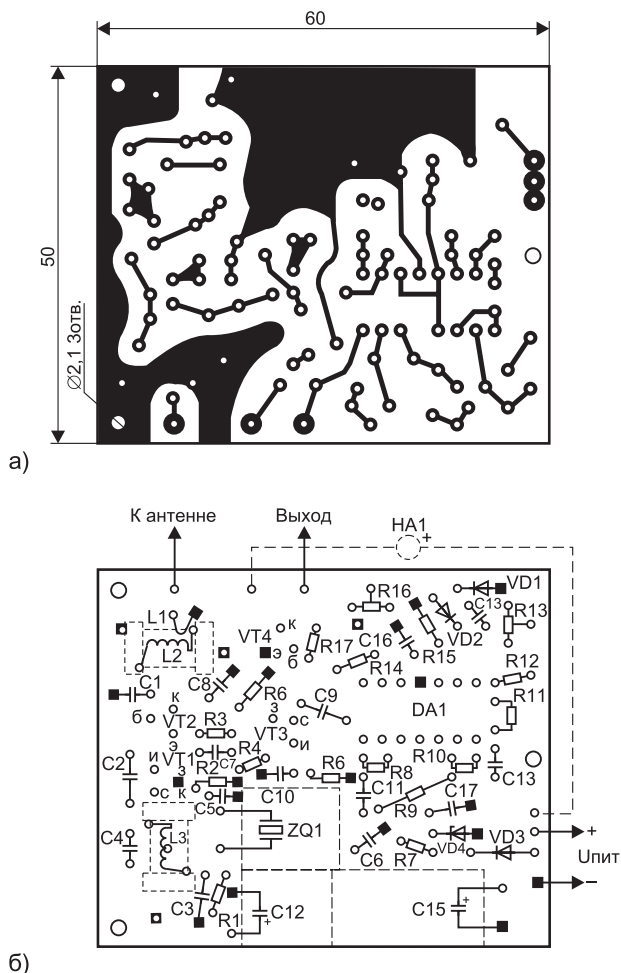 60
50
∅2,1 3отв.
а)
К антенне
Выход
HA1
+
R16
VD1
L1
C13
R13
VT4
к
VD2
L2
э
R17
C16
R15
б
R14
R12
C1
C8
R6
C9
DA1
R11
к
з
б
с
VT2
R3
VT3
э
и
C2
и
VT1
C7
R4
R10
з
R2
R6
R8
C13
с
к
C5
C10
C11
C17
R9
C4
L3
ZQ1
+
VD3
C6
R7
VD4
Uпит
C3
R1
C12
+
C15
+
–
б)